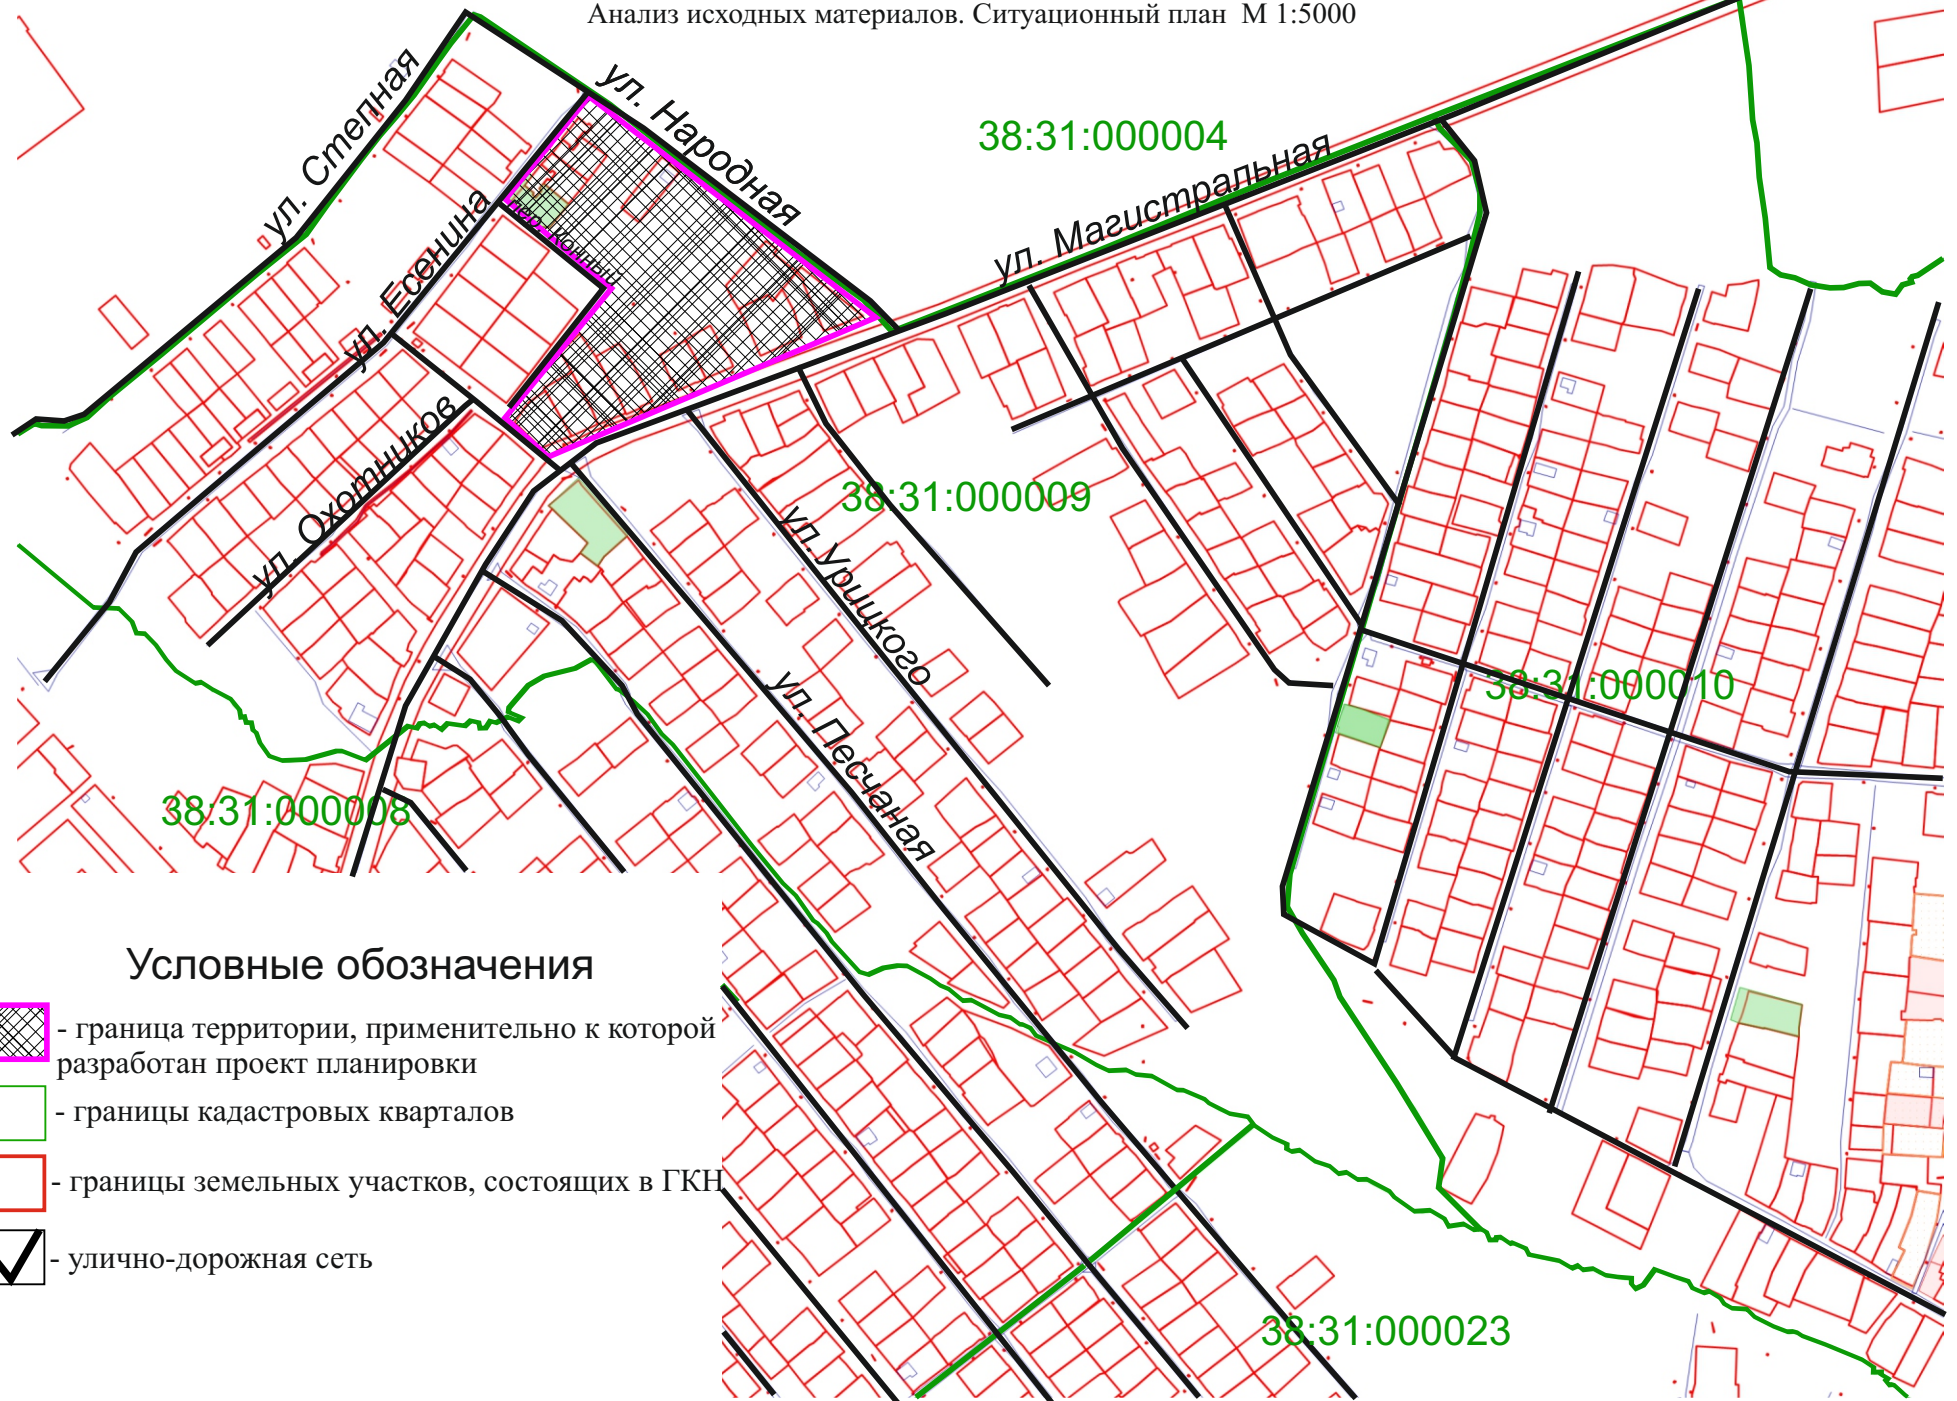 Анализ исходных материалов. Ситуационный план М 1:5000
ул. Степная
ул. Народная
38:31:000004
ул. Магистральная
ул. Есенина
пер. Южный
ул. Охотников
38:31:000009
ул.Урицкого
ул. Песчаная
38:31:000010
38:31:000008
38:31:000023
Условные обозначения
- граница территории, применительно к которой
разработан проект планировки
- границы кадастровых кварталов
- границы земельных участков, состоящих в ГКН
- улично-дорожная сеть